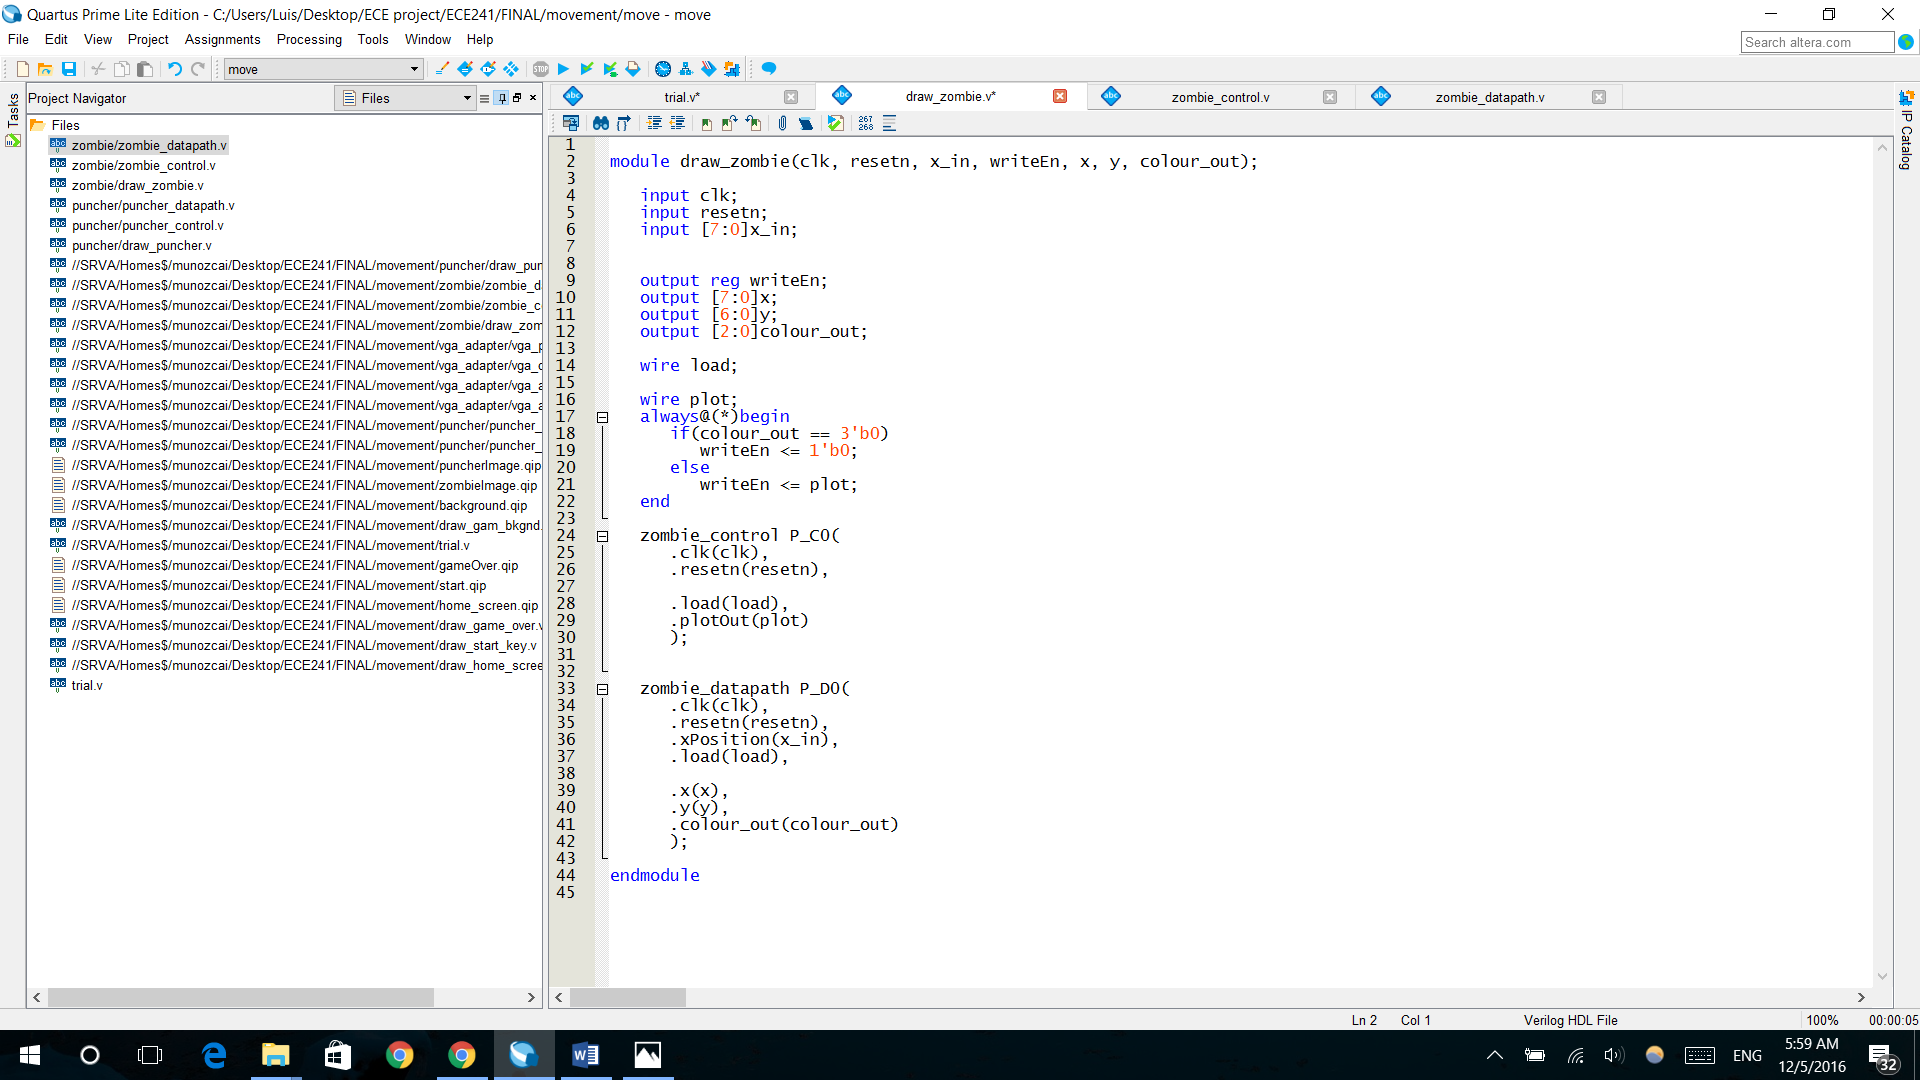 Quartus Prime Lite Edition - C:/Users/Luis/Desktop/ECE project/ECE241/FINAL/movement/move - move
File Edit View Project Assignments Processing Tools Window Help
Search altera.com
move
Tasks
Project Navigator
Files
Files
zombie/zombie_datapath.v
zombie/zombie_control.v
zombie/draw_zombie.v
puncher/puncher_datapath.v
puncher/puncher_control.v
puncher/draw_puncher.v
//SRVA/Homes$/munozcai/Desktop/ECE241/FINAL/movement/puncher/draw_pun
//SRVA/Homes$/munozcai/Desktop/ECE241/FINAL/movement/zombie/zombie_d
//SRVA/Homes$/munozcai/Desktop/ECE241/FINAL/movement/zombie/zombie_c
//SRVA/Homes$/munozcai/Desktop/ECE241/FINAL/movement/zombie/draw_zom
//SRVA/Homes$/munozcai/Desktop/ECE241/FINAL/movement/vga_adapter/vga_p
//SRVA/Homes$/munozcai/Desktop/ECE241/FINAL/movement/vga_adapter/vga_c
//SRVA/Homes$/munozcai/Desktop/ECE241/FINAL/movement/vga_adapter/vga_a
//SRVA/Homes$/munozcai/Desktop/ECE241/FINAL/movement/vga_adapter/vga_a
//SRVA/Homes$/munozcai/Desktop/ECE241/FINAL/movement/puncher/puncher_
//SRVA/Homes$/munozcai/Desktop/ECE241/FINAL/movement/puncher/puncher_
//SRVA/Homes$/munozcai/Desktop/ECE241/FINAL/movement/puncherImage.qip
//SRVA/Homes$/munozcai/Desktop/ECE241/FINAL/movement/zombieImage.qip
//SRVA/Homes$/munozcai/Desktop/ECE241/FINAL/movement/background.qip
//SRVA/Homes$/munozcai/Desktop/ECE241/FINAL/movement/draw_gam_bkgnd.
//SRVA/Homes$/munozcai/Desktop/ECE241/FINAL/movement/trial.v
//SRVA/Homes$/munozcai/Desktop/ECE241/FINAL/movement/gameOver.qip
//SRVA/Homes$/munozcai/Desktop/ECE241/FINAL/movement/start.qip
//SRVA/Homes$/munozcai/Desktop/ECE241/FINAL/movement/home_screen.qip
//SRVA/Homes$/munozcai/Desktop/ECE241/FINAL/movement/draw_game_over.v
//SRVA/Homes$/munozcai/Desktop/ECE241/FINAL/movement/draw_start_key.v
//SRVA/Homes$/munozcai/Desktop/ECE241/FINAL/movement/draw_home_scree
trial.v
trial.v* draw_zombie.v* zombie_control.v zombie_datapath.v
267
268
IP Catalog
1
2 module draw_zombie(clk, resetn, x_in, writeEn, x, y, colour_out);
3
4 input clk;
5 input resetn;
6 input [7:0]x_in;
7
8
9 output reg writeEn;
10 output [7:0]x;
11 output [6:0]y;
12 output [2:0]colour_out;
13
14 wire load;
15
16 wire plot;
17 always@(*)begin
18 if(colour_out == 3'b0)
19 writeEn <= 1'b0;
20 else
21 writeEn <= plot;
22 end
23
24 zombie_control P_C0(
25 .clk(clk),
26 .resetn(resetn),
27
28 .load(load),
29 .plotOut(plot)
30 );
31
32
33 zombie_datapath P_D0(
34 .clk(clk),
35 .resetn(resetn),
36 .xPosition(x_in),
37 .load(load),
38
39 .x(x),
40 .y(y),
41 .colour_out(colour_out)
42 );
43
44 endmodule
45
Ln 2 Col 1 Verilog HDL File 100% 00:00:05
ENG
5:59 AM
12/5/2016
32